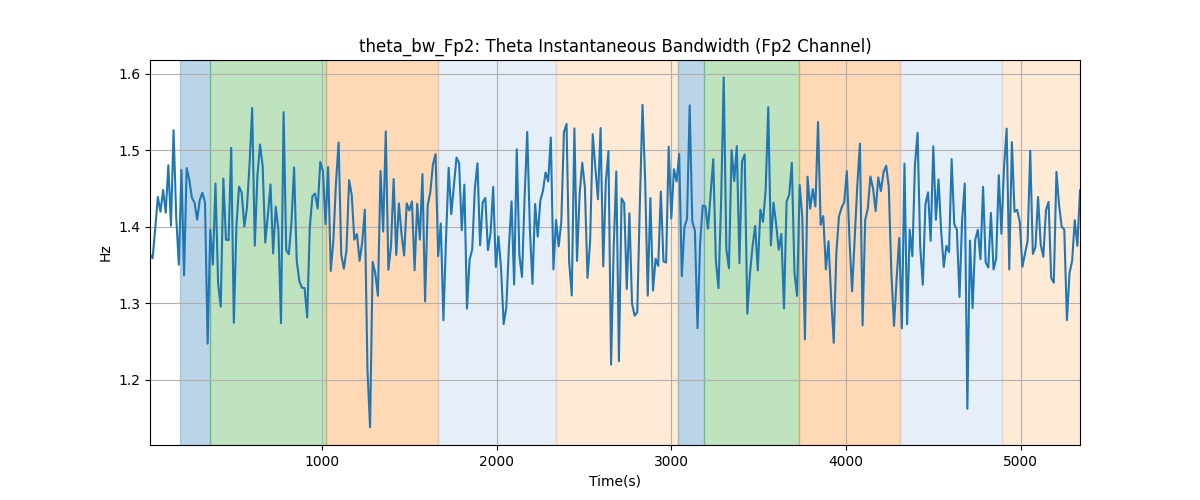 theta_bw_Fp2: Theta Instantaneous Bandwidth (Fp2 Channel)
1.6
1.5
1.4
1.3
1.2
Hz
1000 2000 3000 4000 5000
Time(s)